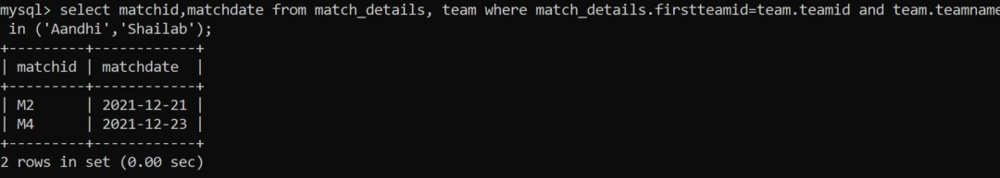 mysql> select matchid,matchdate from match_details, team where match_details.firstteamid=team.teamid and team.teamname
 in ('Aandhi','Shailab');
+---------+------------+
| matchid | matchdate  |
+---------+------------+
| M2      | 2021-12-21 |
| M4      | 2021-12-23 |
+---------+------------+
2 rows in set (0.00 sec)